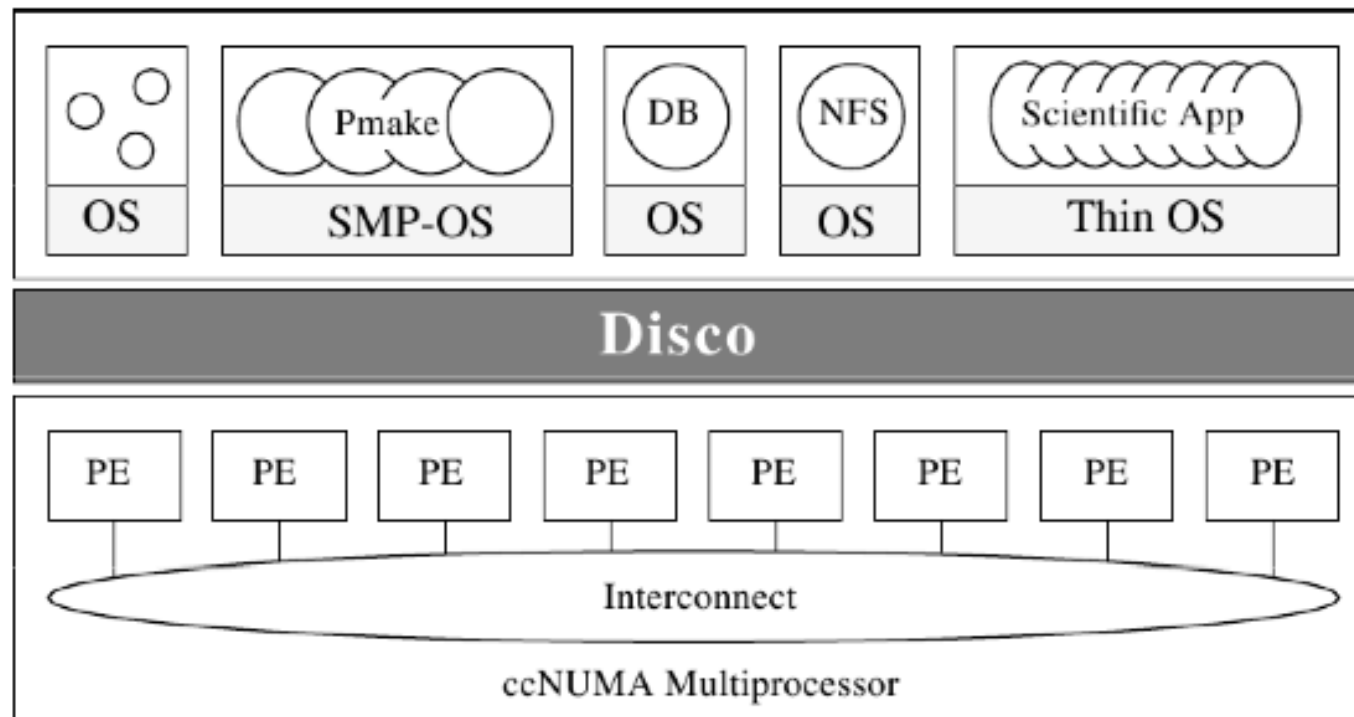 Pmake
DB
NFS
Scientific App
OS
SMP-OS
OS
OS
Thin OS
Disco
PE
PE
PE
PE
PE
PE
PE
PE
Interconnect
ccNUMA Multiprocessor